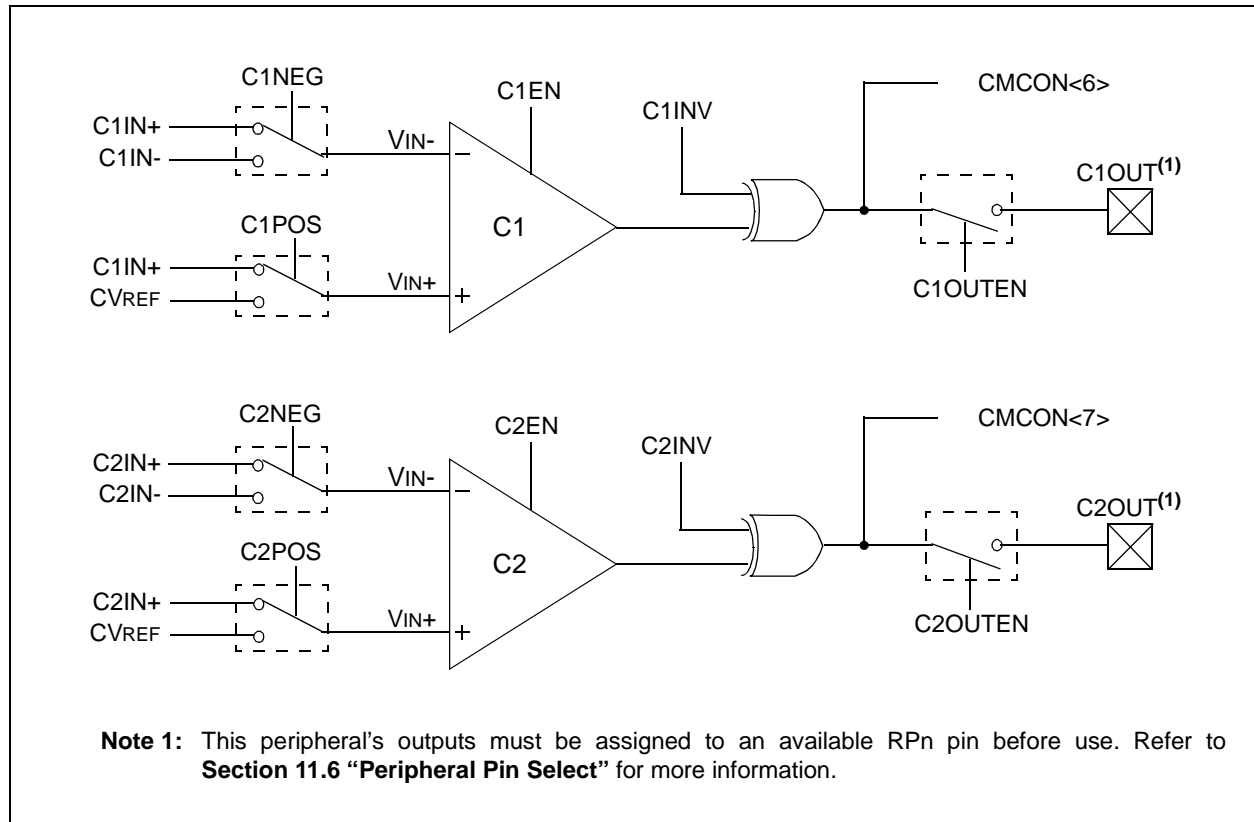 C1NEG
C1EN
C1INV
CMCON<6>
C1IN+
C1IN-
VIN-
−
C1OUT(1)
C1
C1POS
C1IN+
CVREF
VIN+
+
C1OUTEN
C2NEG
C2EN
C2INV
CMCON<7>
C2IN+
C2IN-
VIN-
−
C2OUT(1)
C2
C2POS
C2IN+
CVREF
VIN+
+
C2OUTEN
Note 1: This peripheral's outputs must be assigned to an available RPn pin before use. Refer to
Section 11.6 “Peripheral Pin Select” for more information.